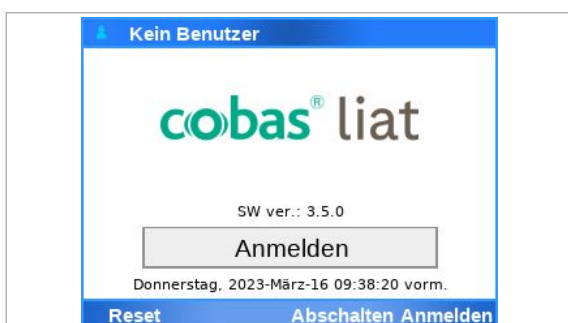 Kein Benutzer
cobas® liat
SW ver.: 3.5.0
Anmelden
Donnerstag, 2023-März-16 09:38:20 vorm.
Reset Abschalten Anmelden